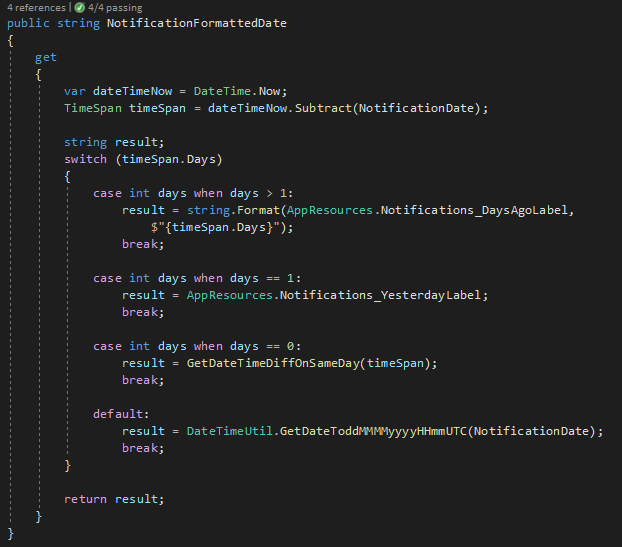 4 references | 4/4 passing
public string NotificationFormattedDate
{
get
{
var dateTimeNow = DateTime.Now;
TimeSpan timeSpan = dateTimeNow.Subtract(NotificationDate);
string result;
switch (timeSpan.Days)
{
case int days when days > 1:
result = string.Format(AppResources.Notifications_DaysAgoLabel,
$"{timeSpan.Days}");
break;
case int days when days == 1:
result = AppResources.Notifications_YesterdayLabel;
break;
case int days when days == 0:
result = GetDateTimeDiffOnSameDay(timeSpan);
break;
default:
result = DateTimeUtil.GetDateToddMMMMyyyyHHmmUTC(NotificationDate);
break;
}
return result;
}
}